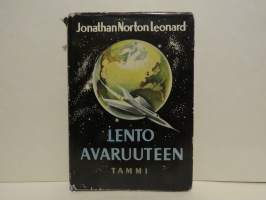 Jonathan Norton Leonard
LENTO
AVARUUTEEN
TAMMI